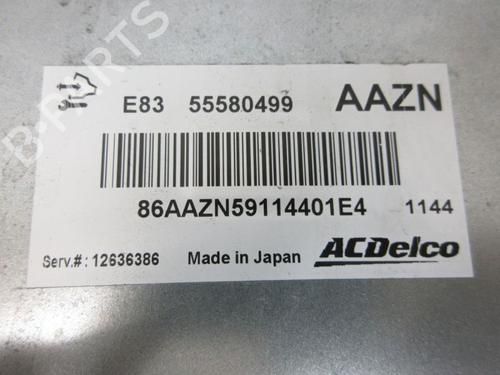 B-PARTS
E83 55580499 AAZN
86AAZN59114401E4 1144
Serv.#: 12636386 Made in Japan ACDelco